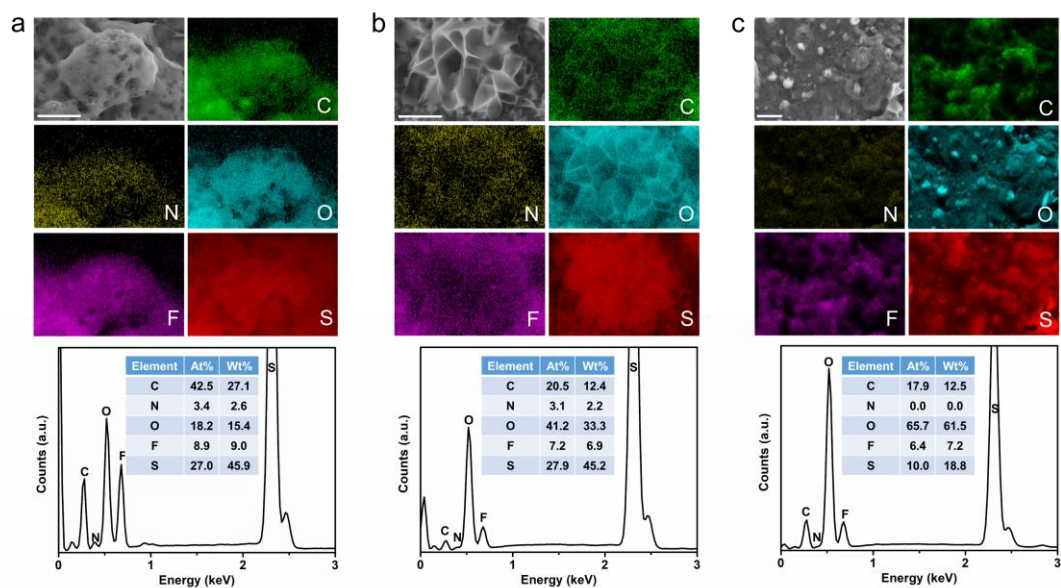 a
C
N
O
F
S
Element At% Wt%
C 42.5 27.1
N 3.4 2.6
O 18.2 15.4
F 8.9 9.0
S 27.0 45.9
C
N
O
F
S
Counts (a.u.)
0 1 2 3
Energy (keV)
b
C
N
O
F
S
Element At% Wt%
C 20.5 12.4
N 3.1 2.2
O 41.2 33.3
F 7.2 6.9
S 27.9 45.2
C
N
O
F
S
Counts (a.u.)
0 1 2 3
Energy (keV)
c
C
N
O
F
S
Element At% Wt%
C 17.9 12.5
N 0.0 0.0
O 65.7 61.5
F 6.4 7.2
S 10.0 18.8
C
N
O
F
S
Counts (a.u.)
0 1 2 3
Energy (keV)